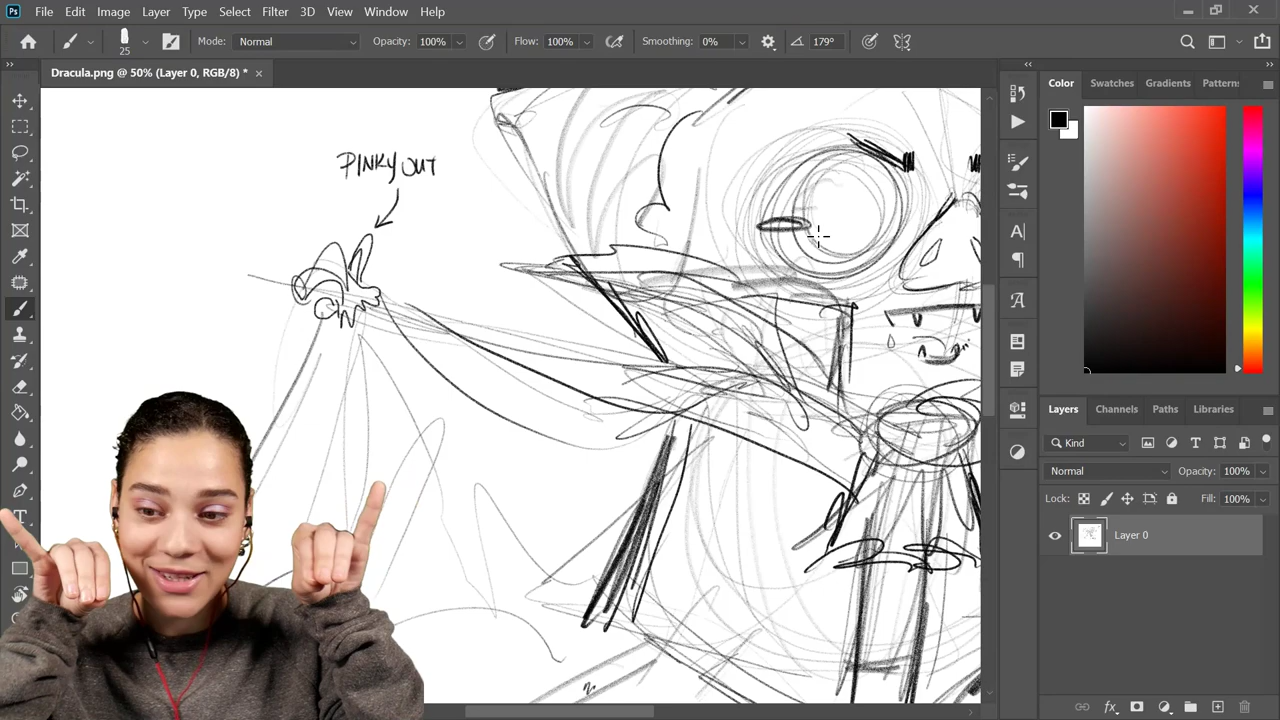 Ps File Edit Image Layer Type Select Filter 3D View Window Help
25 Mode: Normal Opacity: 100% Flow: 100% Smoothing: 0% 179°
Dracula.png @ 50% (Layer 0, RGB/8) *
PINKY OUT
Color Swatches Gradients Patterns
Layers Channels Paths Libraries
Kind
Normal Opacity: 100%
Lock: Fill: 100%
Layer 0